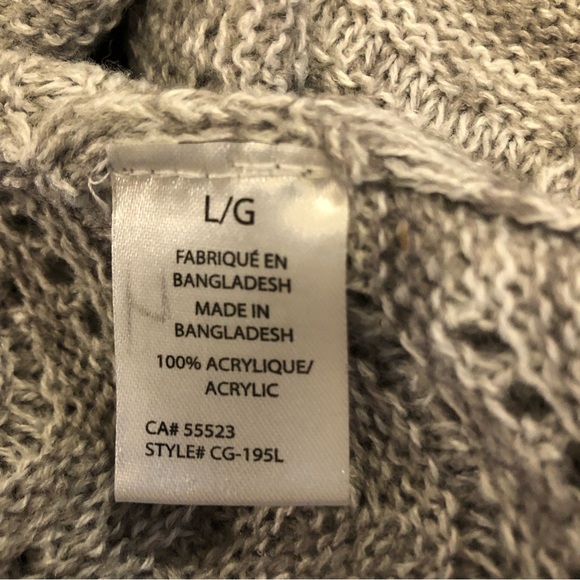 L/G
FABRIQUÉ EN
BANGLADESH
MADE IN
BANGLADESH
100% ACRYLIQUE/
ACRYLIC
CA# 55523
STYLE# CG-195L